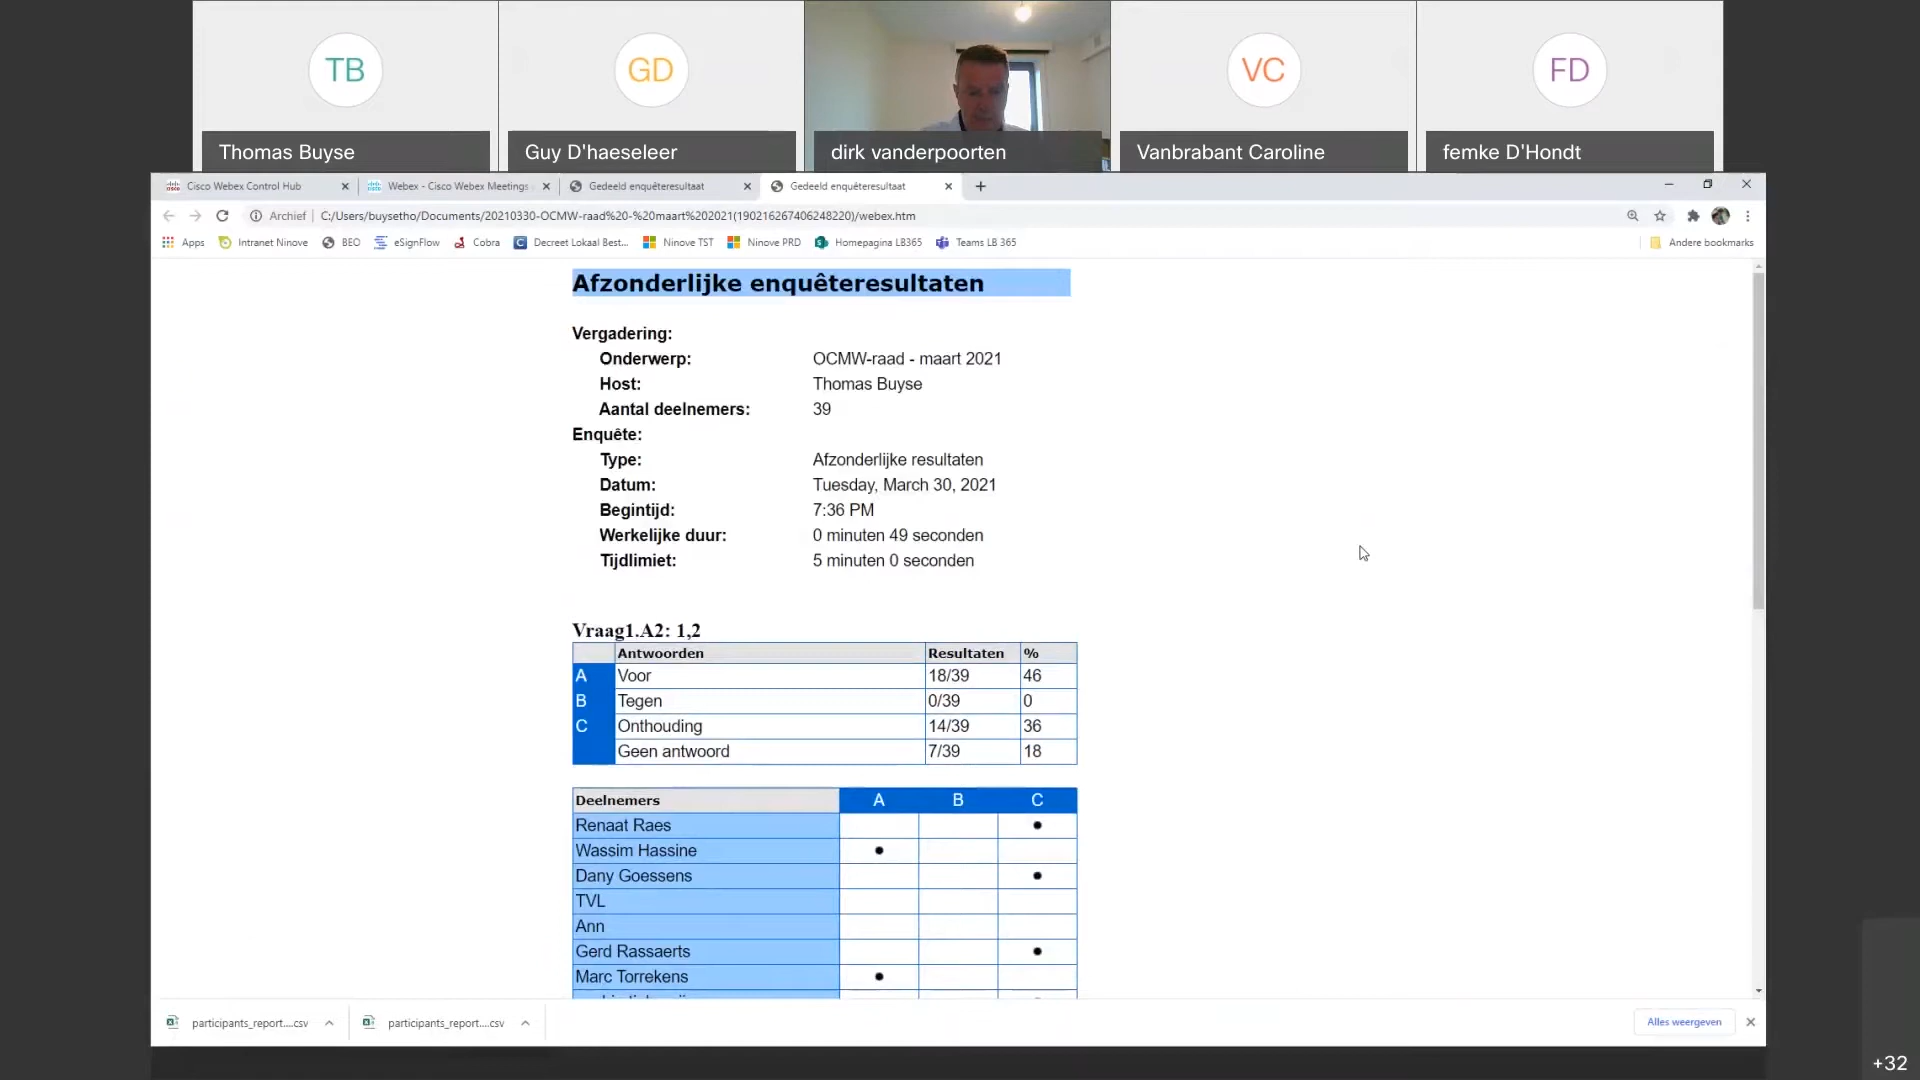 TB
GD
VC
FD
Thomas Buyse
Guy D'haeseleer
dirk vanderpoorten
Vanbrabant Caroline
femke D'Hondt
Cisco Webex Control Hub
Webex - Cisco Webex Meetings
Gedeeld enquêteresultaat
Gedeeld enquêteresultaat
Archief | C:/Users/buysetho/Documents/20210330-OCMW-raad%20-%20maart%202021(190216267406248220)/webex.htm
Apps
Intranet Ninove
BEO
eSignFlow
Cobra
Decreet Lokaal Best...
Ninove TST
Ninove PRD
Homepagina LB365
Teams LB 365
Andere bookmarks
Afzonderlijke enquêteresultaten
Vergadering:
Onderwerp: OCMW-raad - maart 2021
Host: Thomas Buyse
Aantal deelnemers: 39
Enquête:
Type: Afzonderlijke resultaten
Datum: Tuesday, March 30, 2021
Begintijd: 7:36 PM
Werkelijke duur: 0 minuten 49 seconden
Tijdlimiet: 5 minuten 0 seconden
Vraag1.A2: 1,2
Antwoorden Resultaten %
A Voor 18/39 46
B Tegen 0/39 0
C Onthouding 14/39 36
Geen antwoord 7/39 18
Deelnemers A B C
Renaat Raes
Wassim Hassine
Dany Goessens
TVL
Ann
Gerd Rassaerts
Marc Torrekens
participants_report....csv
participants_report....csv
Alles weergeven
+32